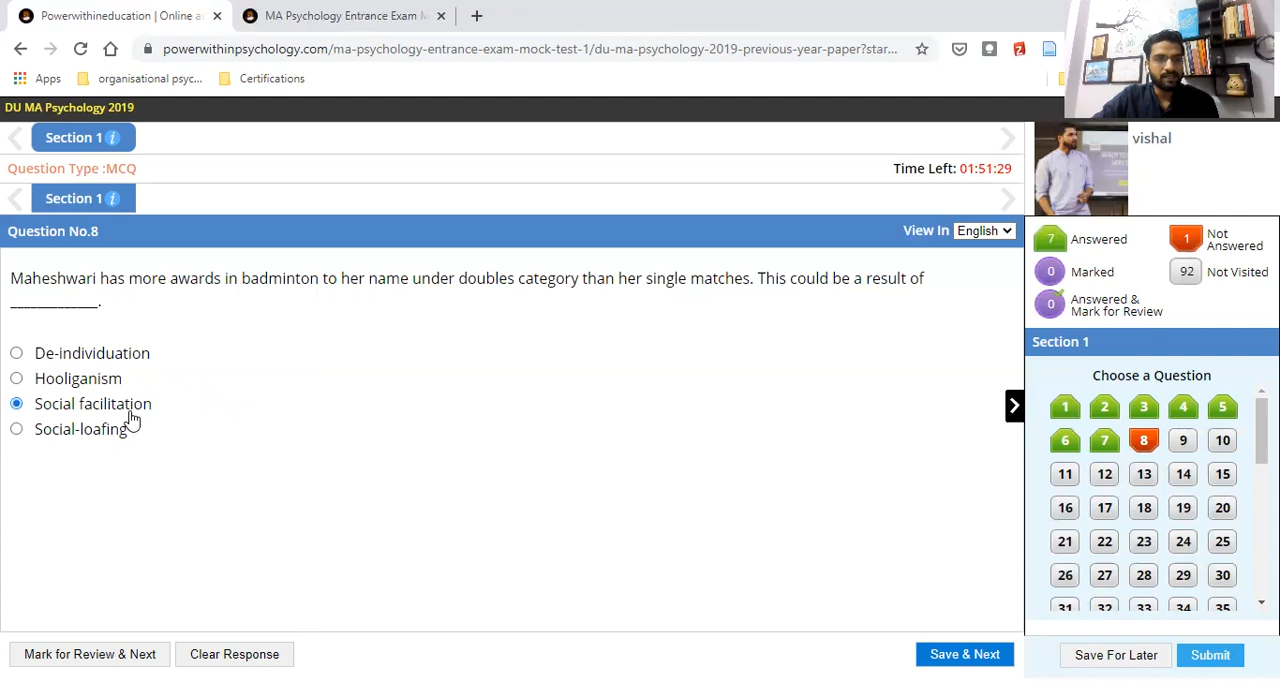 Powerwithineducation | Online as
MA Psychology Entrance Exam M
powerwithinpsychology.com/ma-psychology-entrance-exam-mock-test-1/du-ma-psychology-2019-previous-year-paper?star...
Apps
organisational psyc...
Certifications
DU MA Psychology 2019
Section 1 i
Question Type :MCQ
Time Left: 01:51:29
Section 1 i
Question No.8
View In English
Maheshwari has more awards in badminton to her name under doubles category than her single matches. This could be a result of
____________.
De-individuation
Hooliganism
Social facilitation
Social-loafing
Mark for Review & Next
Clear Response
Save & Next
vishal
7 Answered
1 Not
Answered
0 Marked
92 Not Visited
0 Answered &
Mark for Review
Section 1
Choose a Question
1 2 3 4 5
6 7 8 9 10
11 12 13 14 15
16 17 18 19 20
21 22 23 24 25
26 27 28 29 30
31 32 33 34 35
Save For Later
Submit